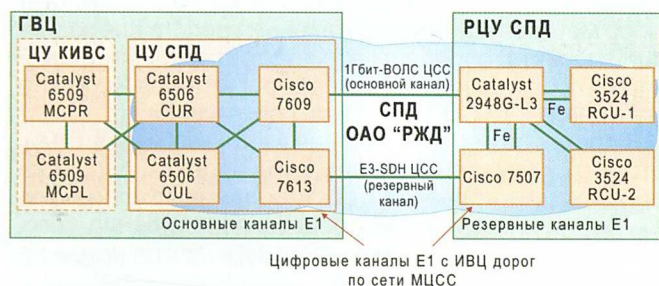 ГВЦ
ЦУ КИВС
ЦУ СПД
Catalyst
6509
MCPR
Catalyst
6506
CUR
Cisco
7609
Catalyst
6509
MCPL
Catalyst
6506
CUL
Cisco
7613
Основные каналы Е1
1Гбит-ВОЛС ЦСС
(основной канал)
СПД
ОАО “РЖД”
E3-SDH ЦСС
(резервный
канал)
РЦУ СПД
Catalyst
2948G-L3
Fe
Cisco
3524
RCU-1
Fe
Cisco 7507
Cisco
3524
RCU-2
Резервные каналы Е1
Цифровые каналы Е1 с ИВЦ дорог
по сети МЦСС